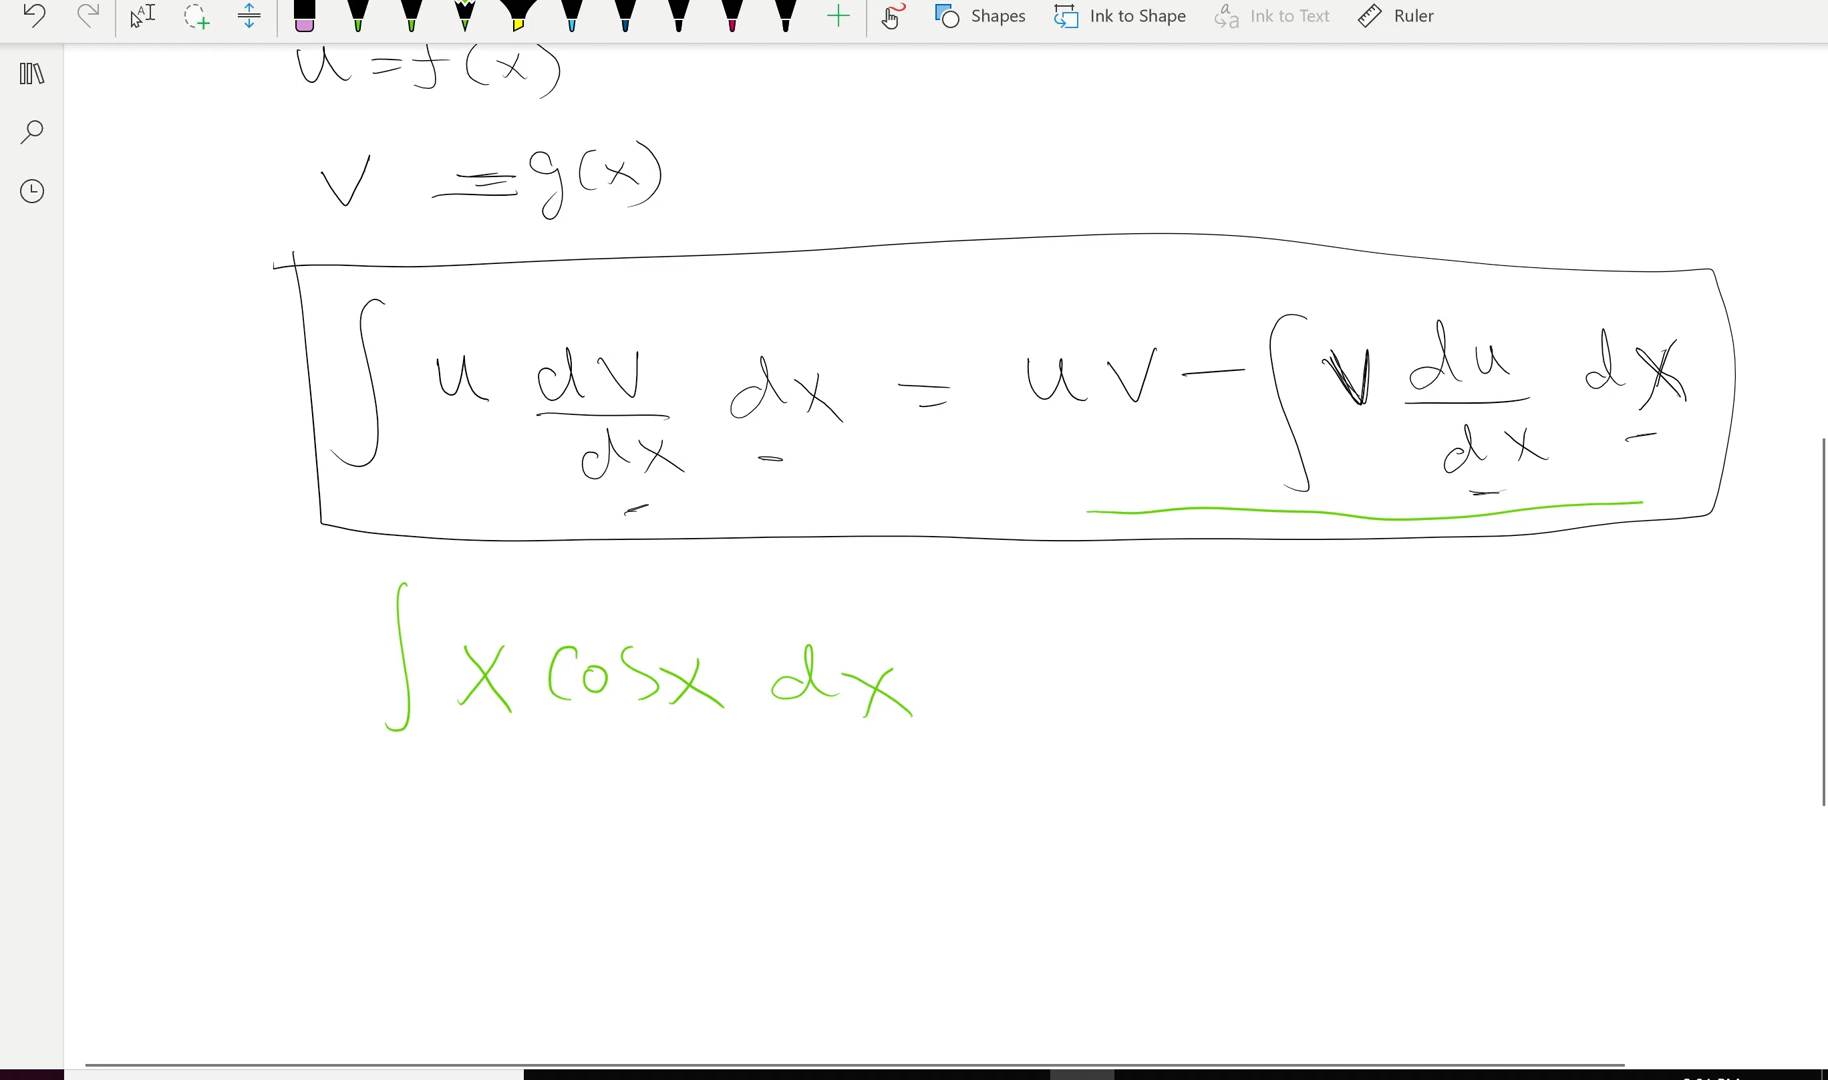 Shapes Ink to Shape Ink to Text Ruler
u = f(x)
v = g(x)
∫ u dv/dx dx = uv - ∫ v du/dx dx
∫ x cosx dx